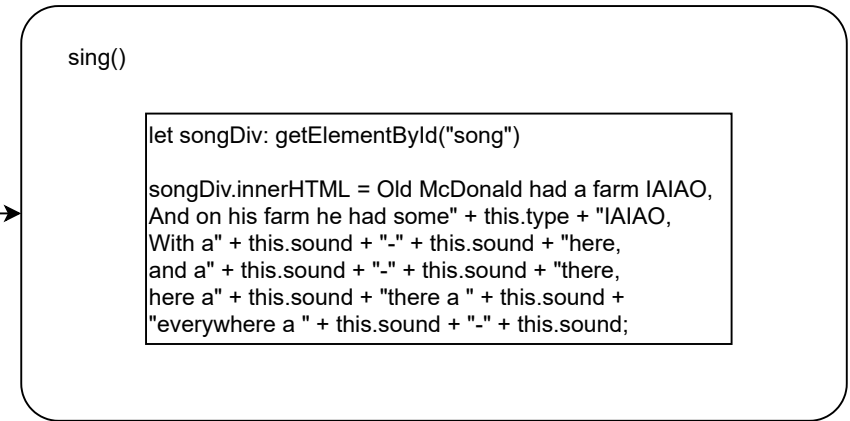 sing()
let songDiv: getElementById("song")
songDiv.innerHTML = Old McDonald had a farm IAIAO,
And on his farm he had some" + this.type + "IAIAO,
With a" + this.sound + "-" + this.sound + "here,
and a" + this.sound + "-" + this.sound + "there,
here a" + this.sound + "there a " + this.sound +
"everywhere a " + this.sound + "-" + this.sound;